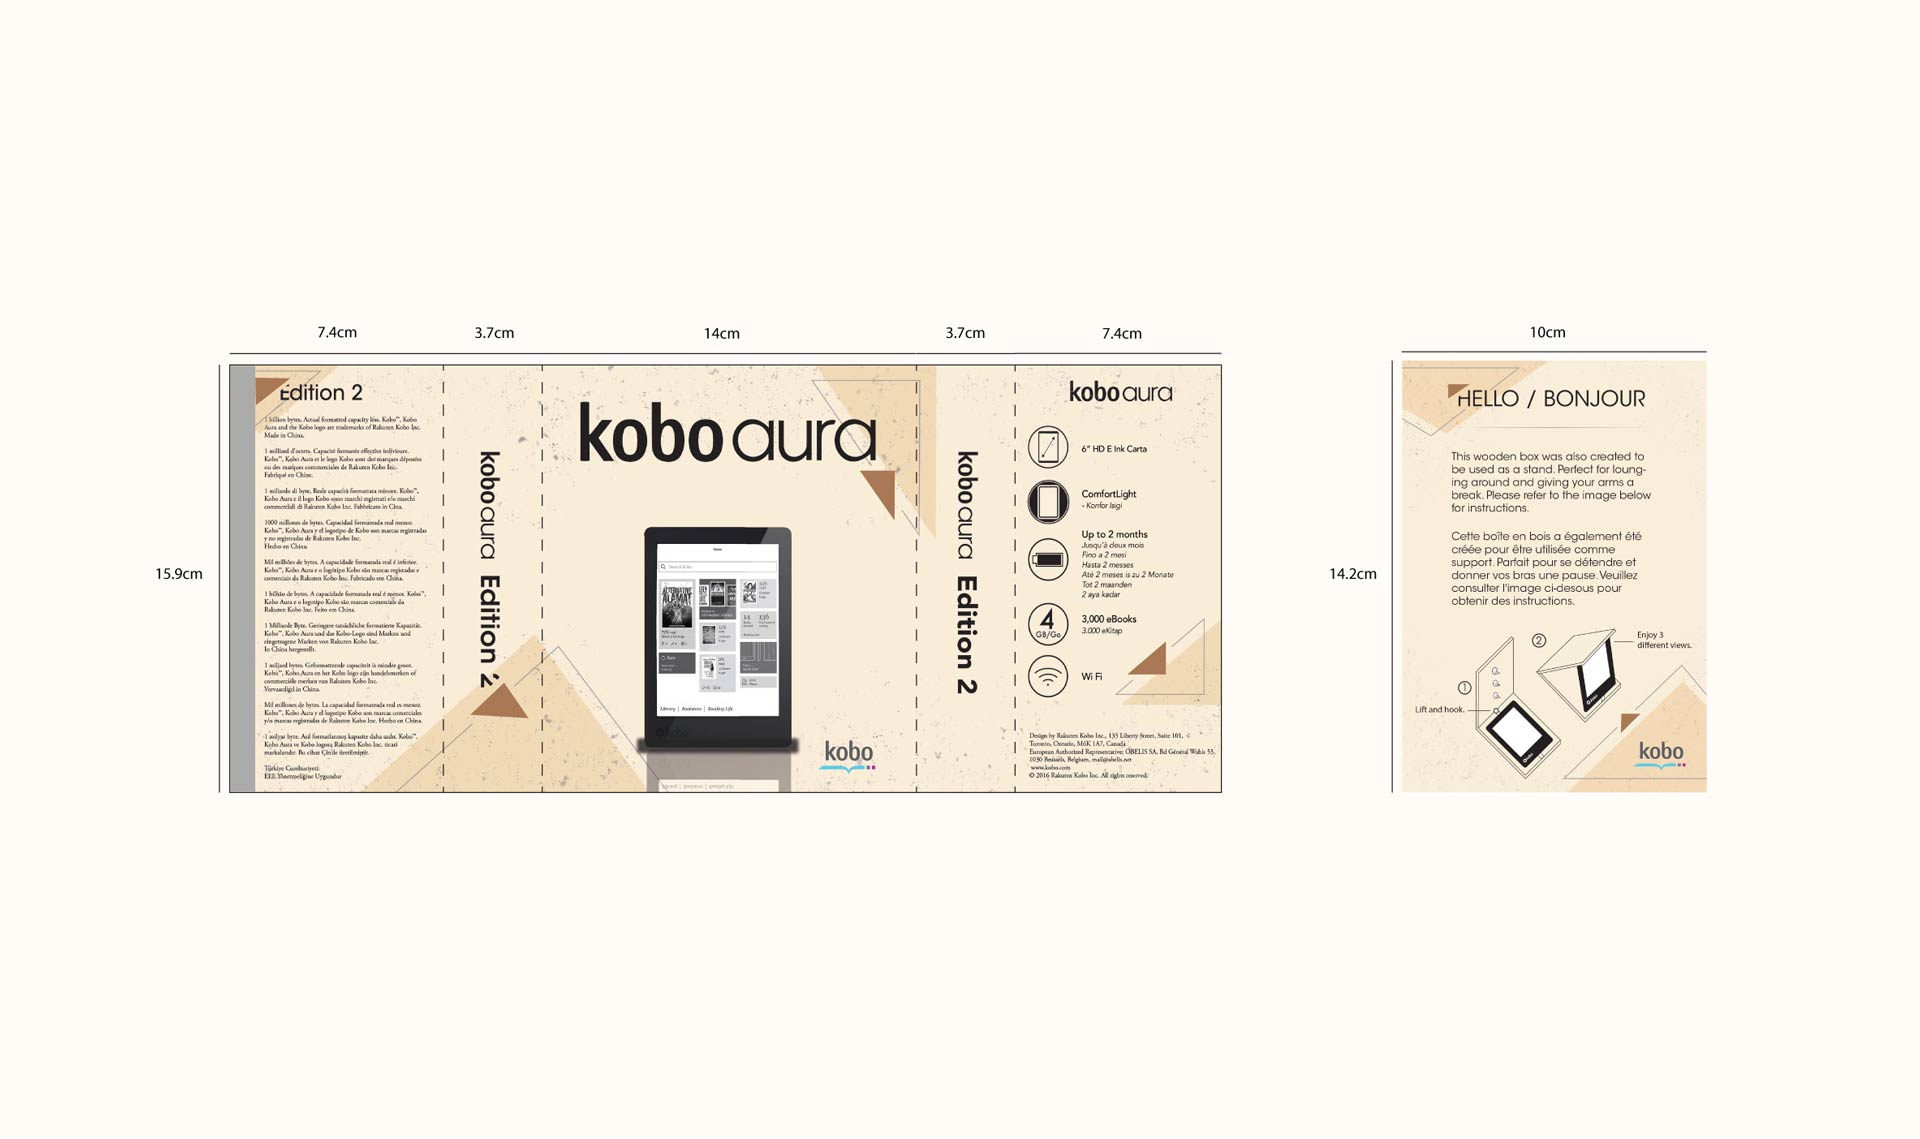 7.4cm
3.7cm
14cm
3.7cm
7.4cm
15.9cm
Edition 2
1 billion bytes. Actual formatted capacity less. Kobo™, Kobo
Aura and the Kobo logo are trademarks of Rakuten Kobo Inc.
Made in China.
1 milliard d'octets. Capacité formatée effective inférieure.
Kobo™, Kobo Aura et le logo Kobo sont des marques déposées
ou des marques commerciales de Rakuten Kobo Inc.
Fabriqué en Chine.
1 miliardo di byte. Reale capacità formattata minore. Kobo™,
Kobo Aura e il logo Kobo sono marchi registrati e/o marchi
commerciali di Rakuten Kobo Inc. Fabbricato in Cina.
1000 millones de bytes. Capacidad formateada real menor.
Kobo™, Kobo Aura y el logotipo de Kobo son marcas registradas
y no registradas de Rakuten Kobo Inc.
Hecho en China.
Mil milhões de bytes. A capacidade formatada real é inferior.
Kobo™, Kobo Aura e o logótipo Kobo são marcas registadas e
comerciais da Rakuten Kobo Inc. Fabricado em China.
1 bilhão de bytes. A capacidade formatada real é menor. Kobo™,
Kobo Aura e o logotipo Kobo são marcas comerciais da
Rakuten Kobo Inc. Feito em China.
1 Milliarde Byte. Geringere tatsächliche formatierte Kapazität.
Kobo™, Kobo Aura und das Kobo-Logo sind Marken und
eingetragene Marken von Rakuten Kobo Inc.
In China hergestellt.
1 miljard bytes. Geformatteerde capaciteit is minder groot.
Kobo™, Kobo Aura en het Kobo logo zijn handelsmerken of
commerciële merken van Rakuten Kobo Inc.
Vervaardigd in China.
Mil millones de bytes. La capacidad formateada real es menor.
Kobo™, Kobo Aura y el logotipo Kobo son marcas comerciales
y/o marcas registradas de Rakuten Kobo Inc. Hecho en China.
1 milyar byte. Asıl formatlanmış kapasite daha azdır. Kobo™,
Kobo Aura ve Kobo logosu Rakuten Kobo Inc. ticari
markalarıdır. Bu cihaz Çin'de üretilmiştir.
Türkiye Cumhuriyeti:
EEE Yönetmeliğine Uygundur
kobo aura Edition 2
kobo aura
Search Kobo
ALTERNATIVE
ALAMAT
14
136
Library | Bookstore | Reading Life
kobo
kobo
kobo aura Edition 2
kobo aura
6" HD E Ink Carta
ComfortLight
- Konfor Isigi
Up to 2 months
Jusqu'à deux mois
Fino a 2 mesi
Hasta 2 messes
Até 2 meses is zu 2 Monate
Tot 2 maanden
2 aya kadar
4
GB/Go
3,000 eBooks
3.000 eKitap
Wi Fi
Design by Rakuten Kobo Inc., 135 Liberty Street, Suite 101,
Toronto, Ontario, M6K 1A7, Canada
European Authorized Representative: OBELIS SA, Bd Général Wahis 53,
1030 Brussels, Belgium, mail@obelis.net
www.kobo.com
© 2016 Rakuten Kobo Inc. All rights reserved.
10cm
14.2cm
HELLO / BONJOUR
This wooden box was also created to
be used as a stand. Perfect for loung-
ing around and giving your arms a
break. Please refer to the image below
for instructions.
Cette boîte en bois a également été
créée pour être utilisée comme
support. Parfait pour se détendre et
donner vos bras une pause. Veuillez
consulter l'image ci-desous pour
obtenir des instructions.
2
Enjoy 3
different views.
1
Lift and hook.
kobo